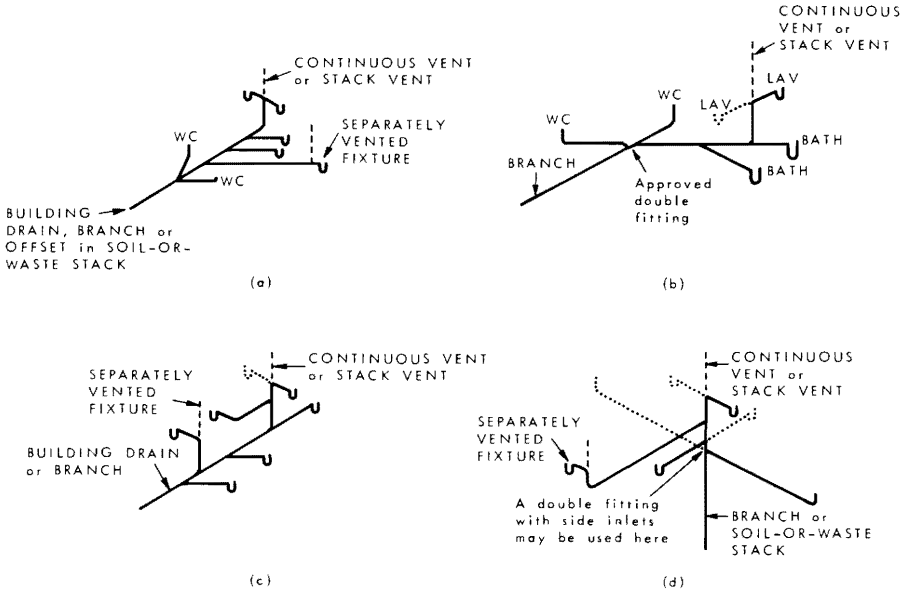 CONTINUOUS VENT
or STACK VENT
SEPARATELY
VENTED
FIXTURE
WC
WC
BUILDING
DRAIN, BRANCH or
OFFSET in SOIL-OR-
WASTE STACK
(a)
CONTINUOUS
VENT or
STACK VENT
LAV
LAV
WC
WC
BATH
BATH
BRANCH
Approved
double
fitting
(b)
CONTINUOUS VENT
or STACK VENT
SEPARATELY
VENTED
FIXTURE
BUILDING DRAIN
or BRANCH
(c)
CONTINUOUS
VENT or
STACK VENT
SEPARATELY
VENTED
FIXTURE
A double fitting
with side inlets
may be used here
BRANCH or
SOIL-OR-WASTE
STACK
(d)